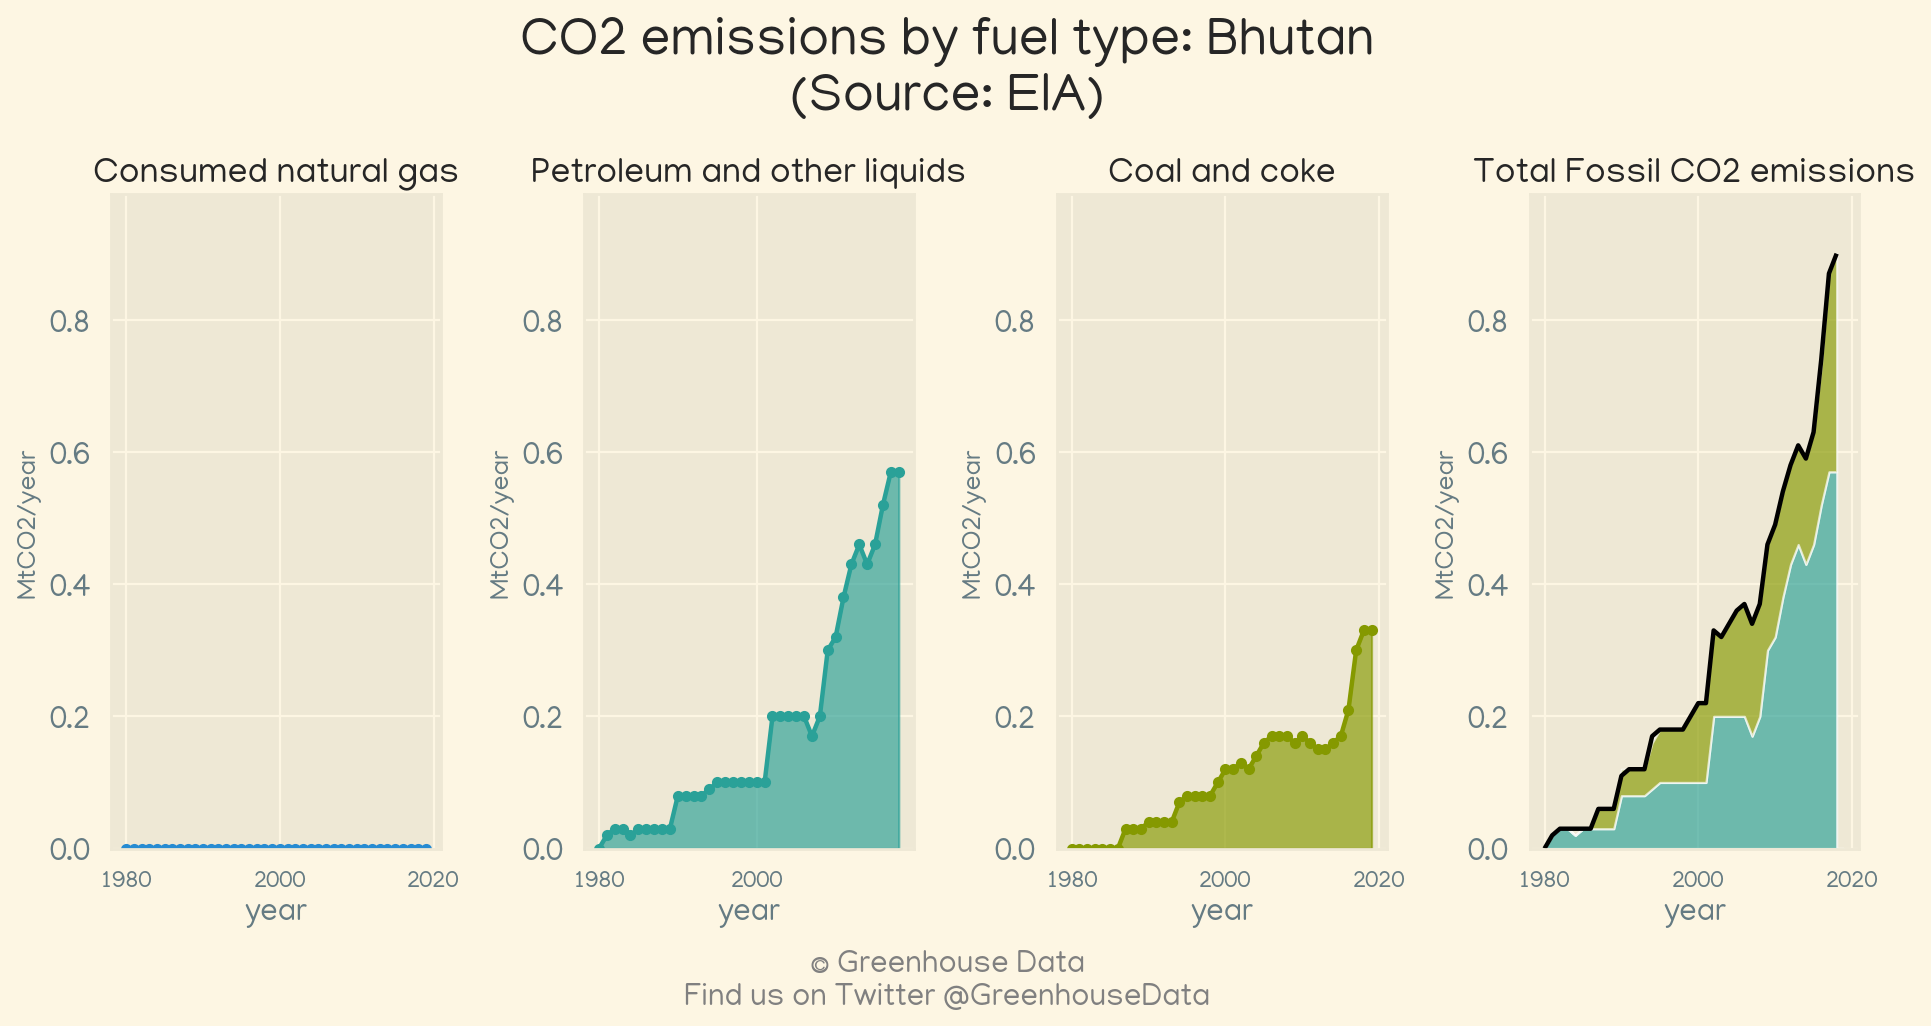 CO2 emissions by fuel type: Bhutan
(Source: EIA)
Consumed natural gas
MtCO2/year
0.8
0.6
0.4
0.2
0.0
1980 2000 2020
year
Petroleum and other liquids
MtCO2/year
0.8
0.6
0.4
0.2
0.0
1980 2000
year
Coal and coke
MtCO2/year
0.8
0.6
0.4
0.2
0.0
1980 2000 2020
year
Total Fossil CO2 emissions
MtCO2/year
0.8
0.6
0.4
0.2
0.0
1980 2000 2020
year
© Greenhouse Data
Find us on Twitter @GreenhouseData